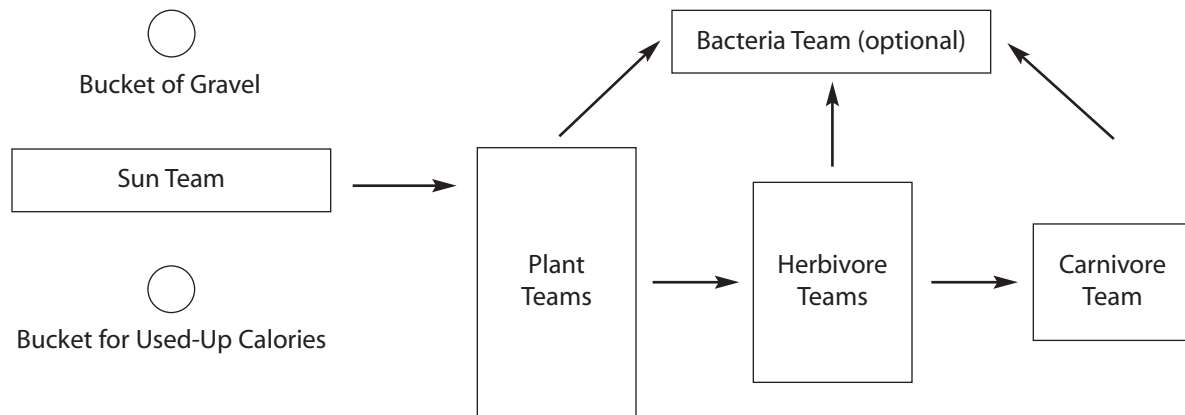 Bucket of Gravel
Bacteria Team (optional)
Sun Team
Plant
Teams
Herbivore
Teams
Carnivore
Team
Bucket for Used-Up Calories